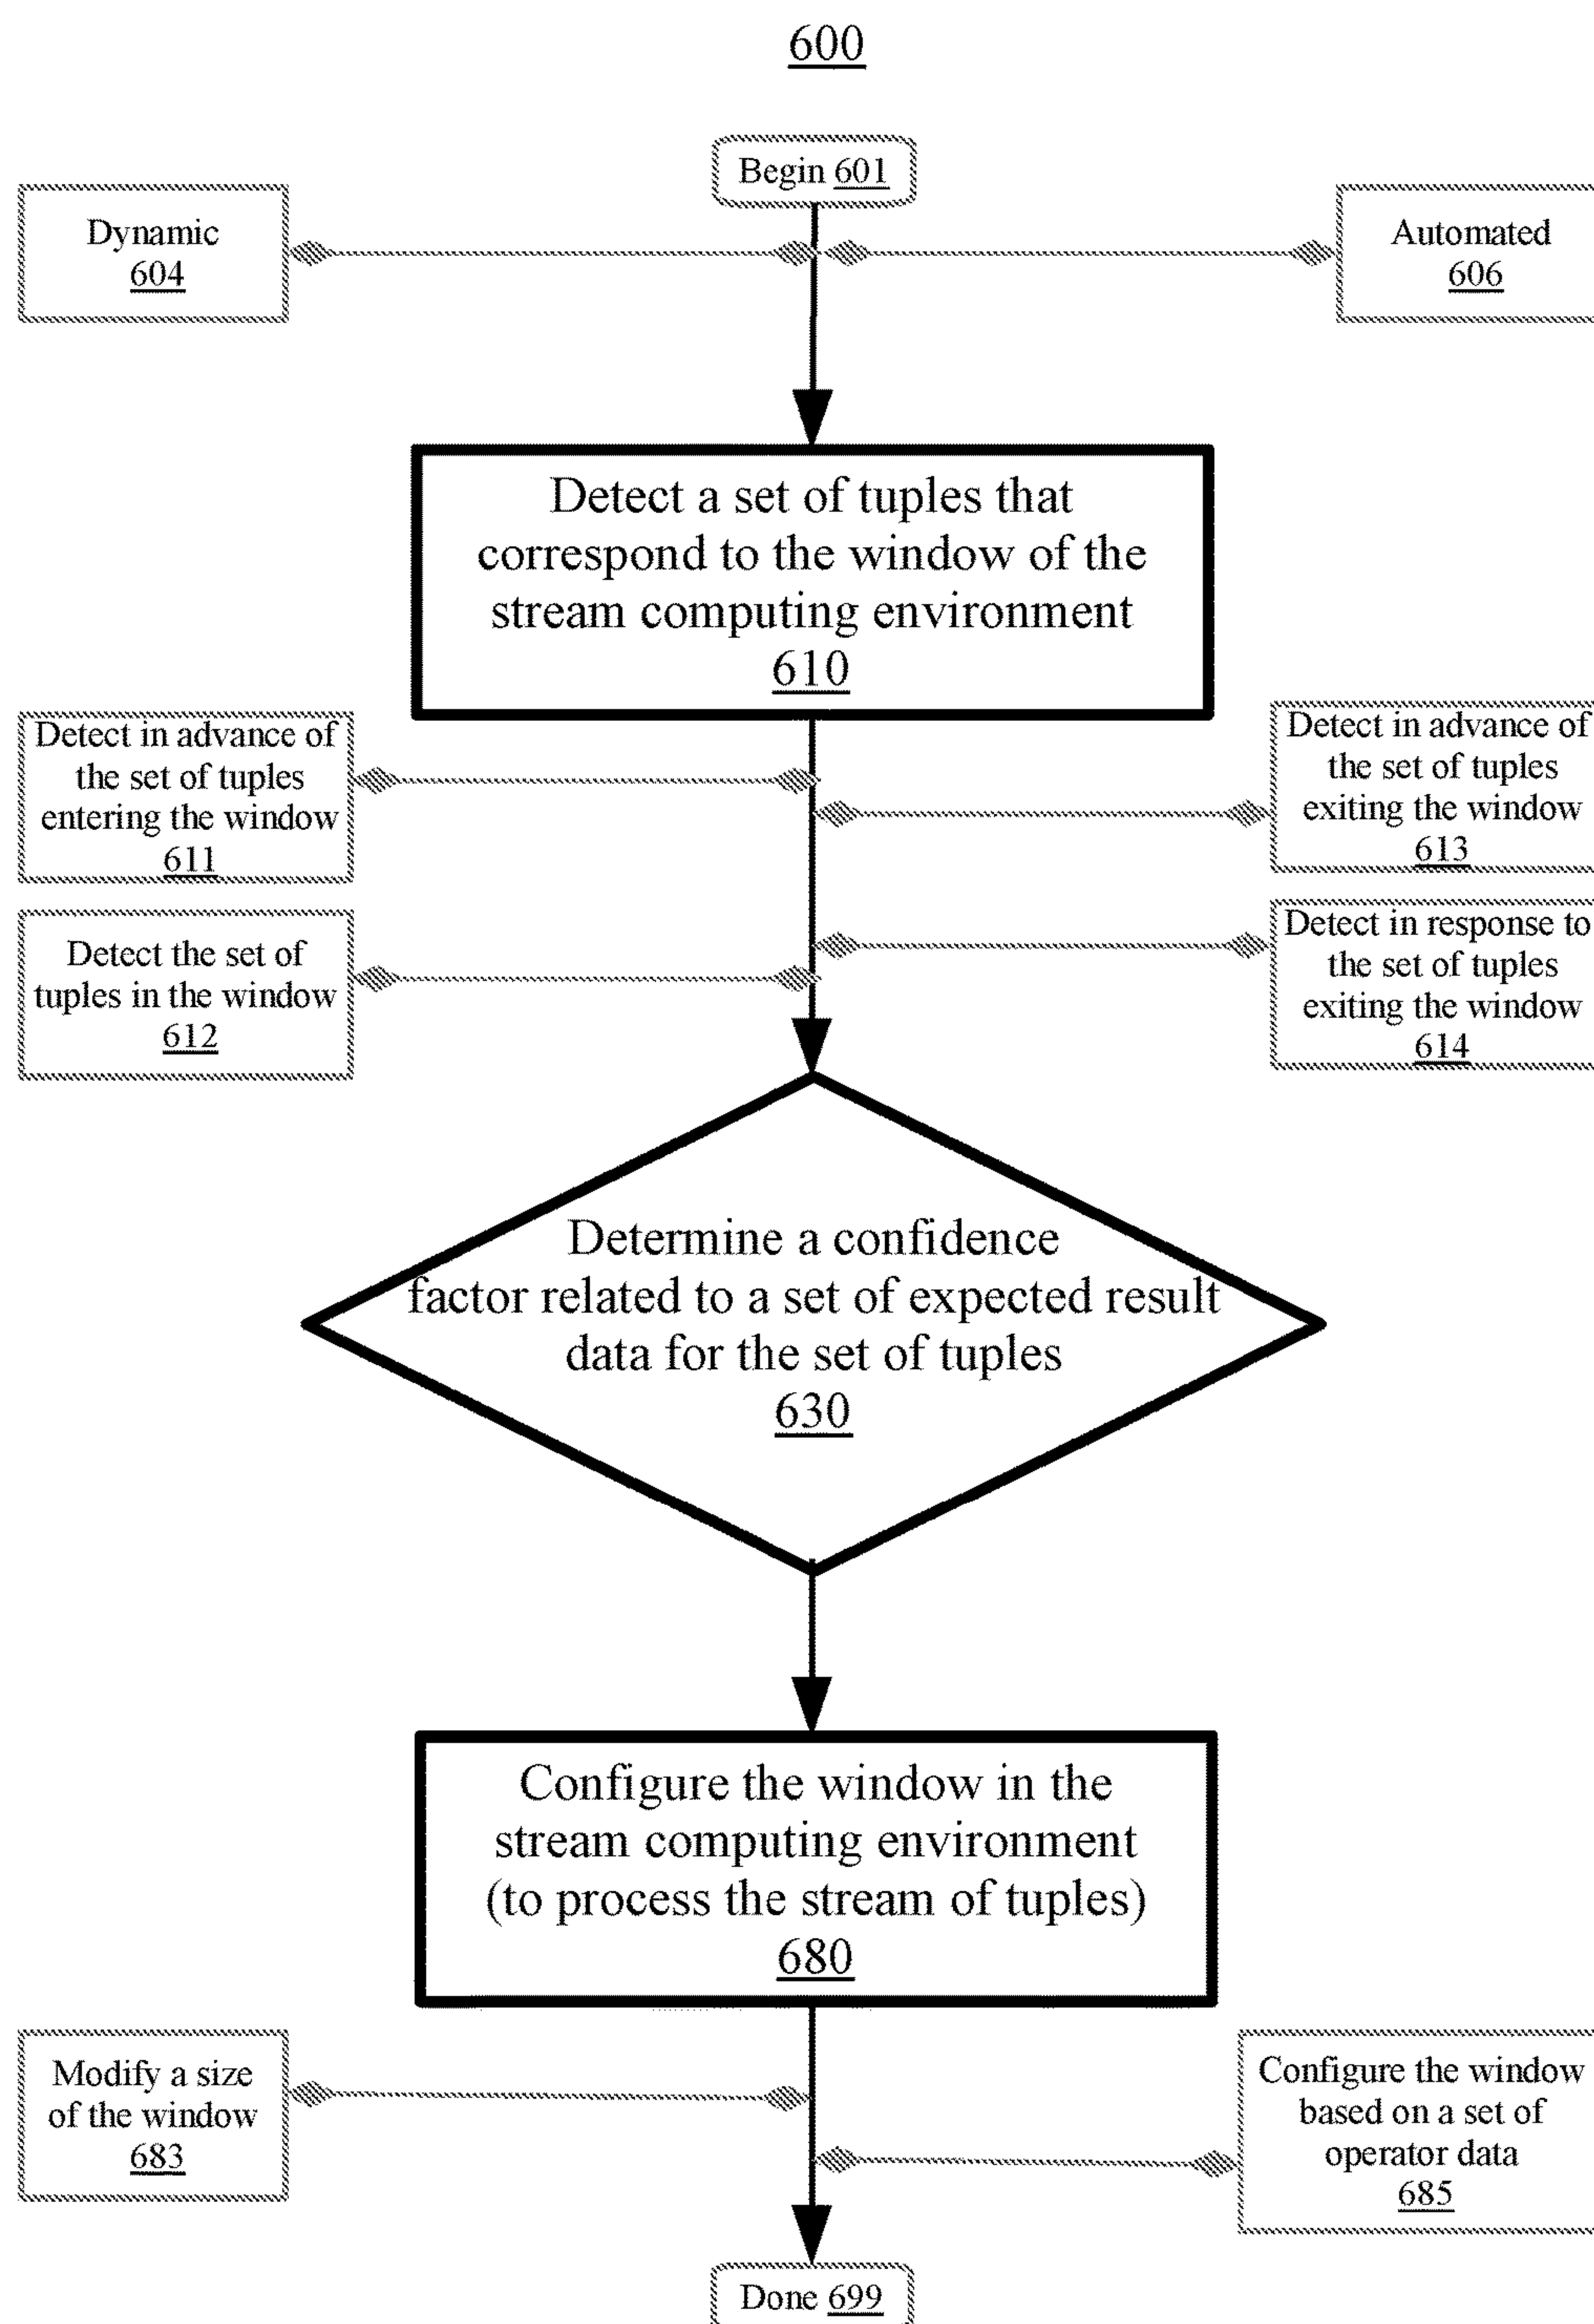 600
Begin 601
Dynamic
604
Automated
606
Detect a set of tuples that
correspond to the window of the
stream computing environment
610
Detect in advance of
the set of tuples
entering the window
611
Detect in advance of
the set of tuples
exiting the window
613
Detect the set of
tuples in the window
612
Detect in response to
the set of tuples
exiting the window
614
Determine a confidence
factor related to a set of expected result
data for the set of tuples
630
Configure the window in the
stream computing environment
(to process the stream of tuples)
680
Modify a size
of the window
683
Configure the window
based on a set of
operator data
685
Done 699